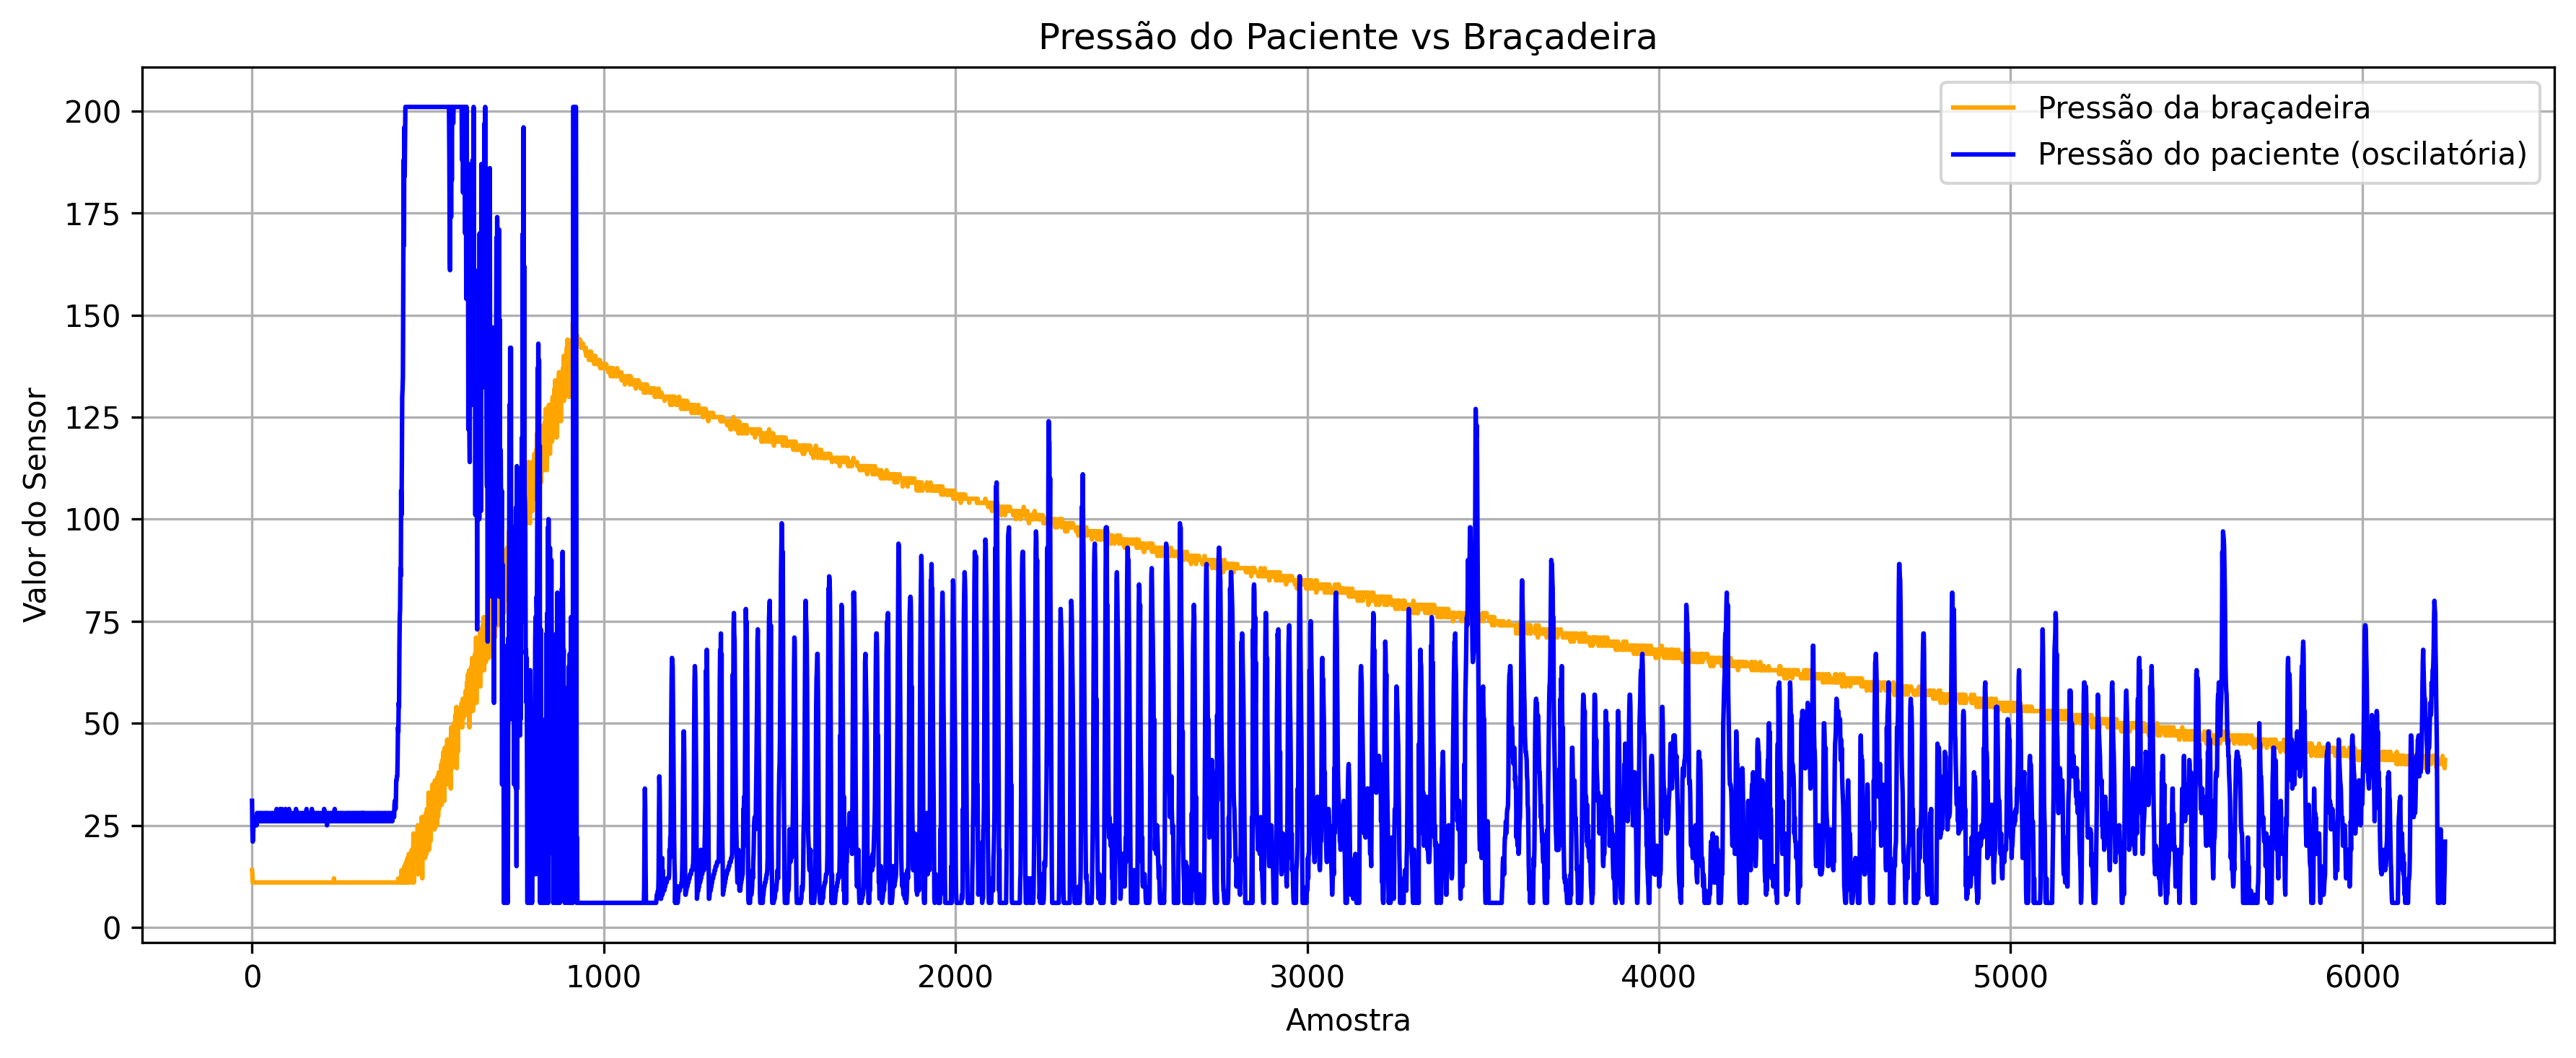 Pressão do Paciente vs Braçadeira
Pressão da braçadeira
Pressão do paciente (oscilatória)
Valor do Sensor
200
175
150
125
100
75
50
25
0
0 1000 2000 3000 4000 5000 6000
Amostra